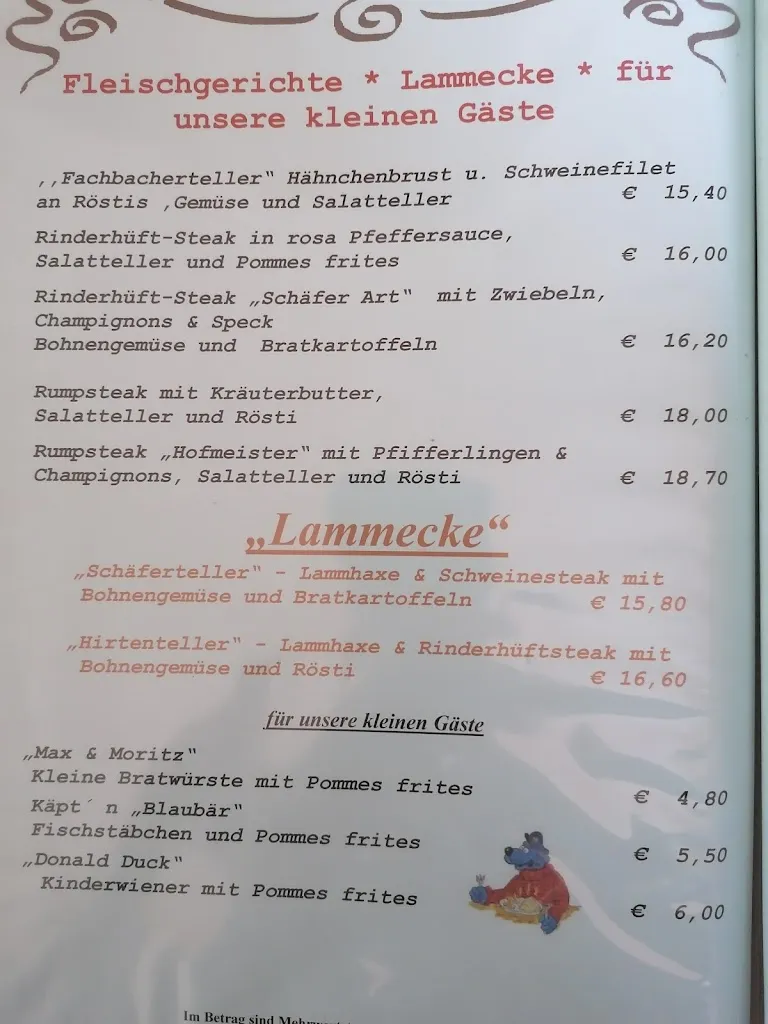 Fleischgerichte * Lammecke * für
unsere kleinen Gäste
,,Fachbacherteller“ Hähnchenbrust u. Schweinefilet
an Röstis ,Gemüse und Salatteller € 15,40
Rinderhüft-Steak in rosa Pfeffersauce,
Salatteller und Pommes frites € 16,00
Rinderhüft-Steak „Schäfer Art“ mit Zwiebeln,
Champignons & Speck
Bohnengemüse und Bratkartoffeln € 16,20
Rumpsteak mit Kräuterbutter,
Salatteller und Rösti € 18,00
Rumpsteak „Hofmeister“ mit Pfifferlingen &
Champignons, Salatteller und Rösti € 18,70
„Lammecke“
„Schäferteller“ - Lammhaxe & Schweinesteak mit
Bohnengemüse und Bratkartoffeln € 15,80
„Hirtenteller“ - Lammhaxe & Rinderhüftsteak mit
Bohnengemüse und Rösti € 16,60
für unsere kleinen Gäste
„Max & Moritz“
Kleine Bratwürste mit Pommes frites € 4,80
Käpt´ n „Blaubär“
Fischstäbchen und Pommes frites € 5,50
„Donald Duck“
Kinderwiener mit Pommes frites € 6,00
Im Betrag sind